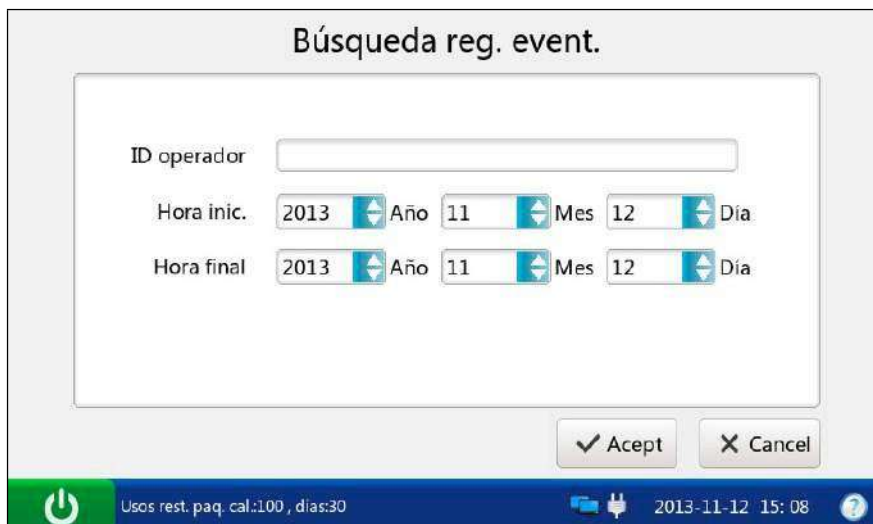 Búsqueda reg. event.
ID operador
Hora inic. 2013 Año 11 Mes 12 Día
Hora final 2013 Año 11 Mes 12 Día
Acept Cancel
Usos rest. paq. cal.:100 , días:30 2013-11-12 15: 08 ?